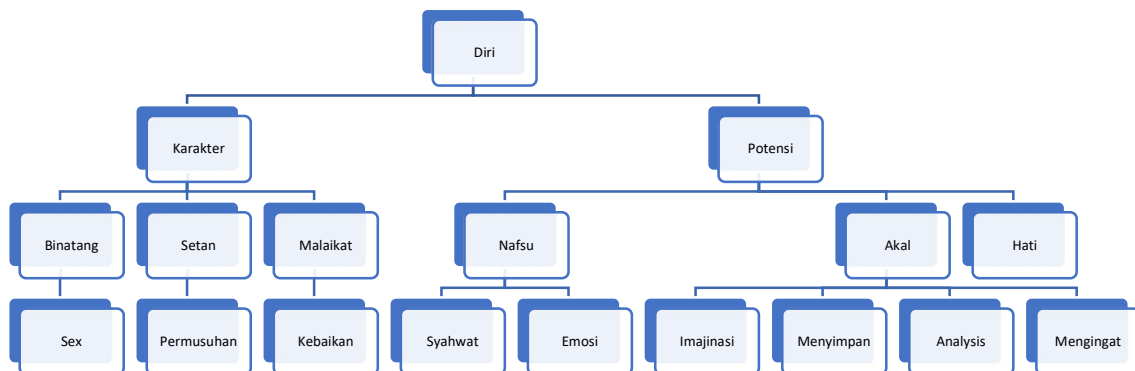 Diri
Karakter
Potensi
Binatang
Setan
Malaikat
Nafsu
Akal
Hati
Sex
Permusuhan
Kebaikan
Syahwat
Emosi
Imajinasi
Menyimpan
Analysis
Mengingat